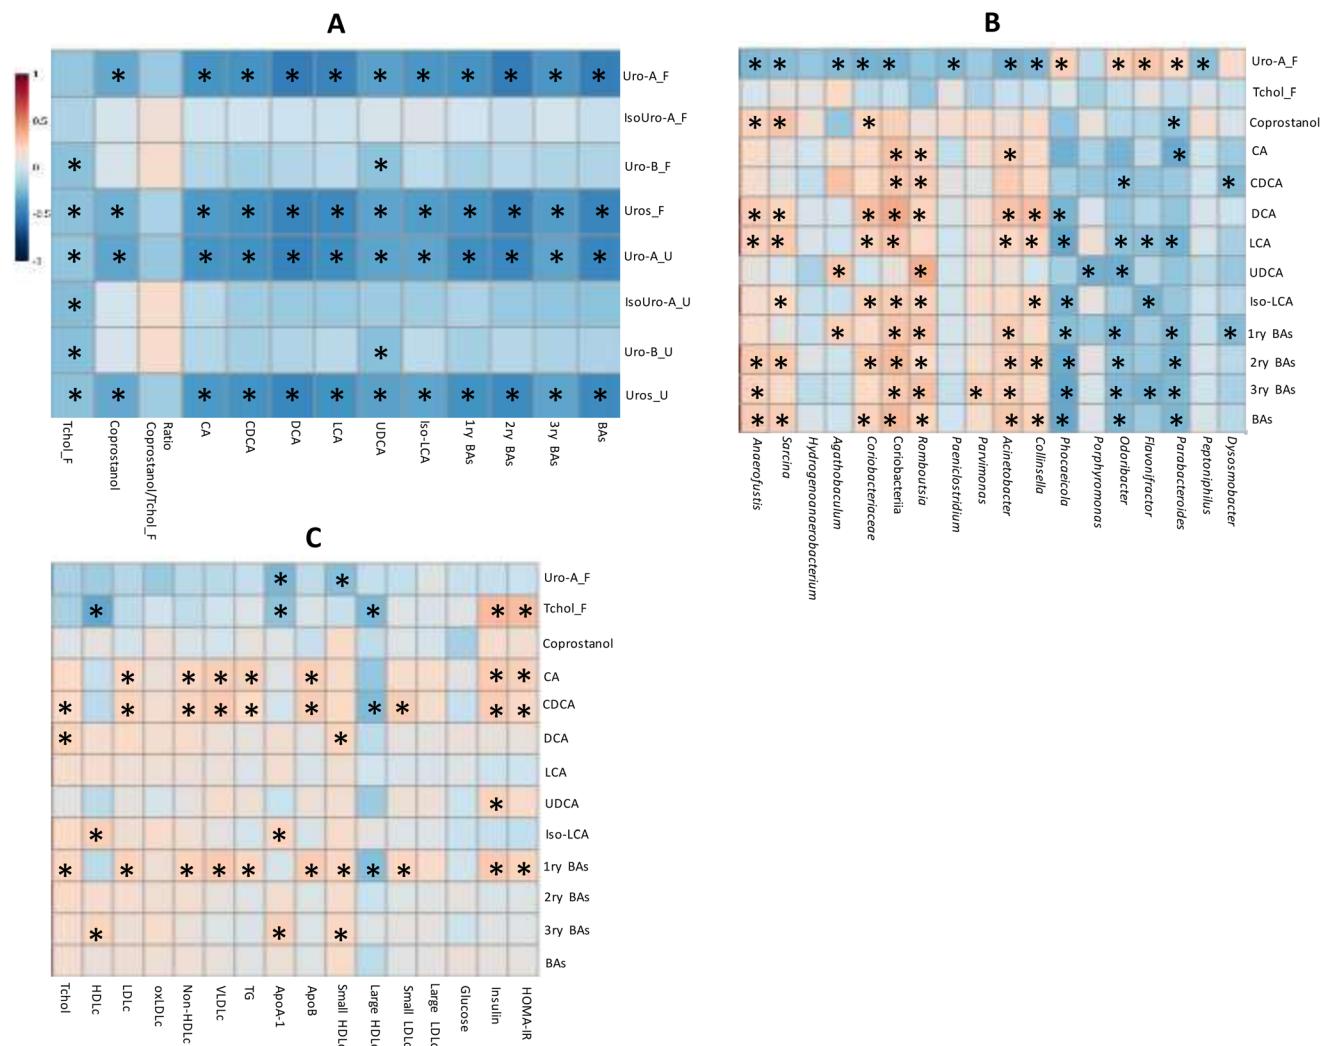 A
1
0.5
0
-0.5
-1
Uro-A_F
IsoUro-A_F
Uro-B_F
Uros_F
Uro-A_U
IsoUro-A_U
Uro-B_U
Uros_U
Tchol_F
Coprostanol
Ratio
Coprostanol/Tchol_F
CA
CDCA
DCA
LCA
UDCA
Iso-LCA
1ry BAs
2ry BAs
3ry BAs
BAs
B
Uro-A_F
Tchol_F
Coprostanol
CA
CDCA
DCA
LCA
UDCA
Iso-LCA
1ry BAs
2ry BAs
3ry BAs
BAs
Anaerofustis
Sarcina
Hydrogenoanaerobacterium
Agathobaculum
Coriobacteriaceae
Coriobacteriia
Romboutsia
Paeniclostridium
Parvimonas
Acinetobacter
Collinsella
Phocaeicola
Porphyromonas
Odoribacter
Flavonifractor
Parabacteroides
Peptoniphilus
Dysosmobacter
C
Uro-A_F
Tchol_F
Coprostanol
CA
CDCA
DCA
LCA
UDCA
Iso-LCA
1ry BAs
2ry BAs
3ry BAs
BAs
Tchol
HDLc
LDLc
oxLDLc
Non-HDLc
VLDLc
TG
ApoA-1
ApoB
Small HDLc
Large HDLc
Small LDLc
Large LDLc
Glucose
Insulin
HOMA-IR